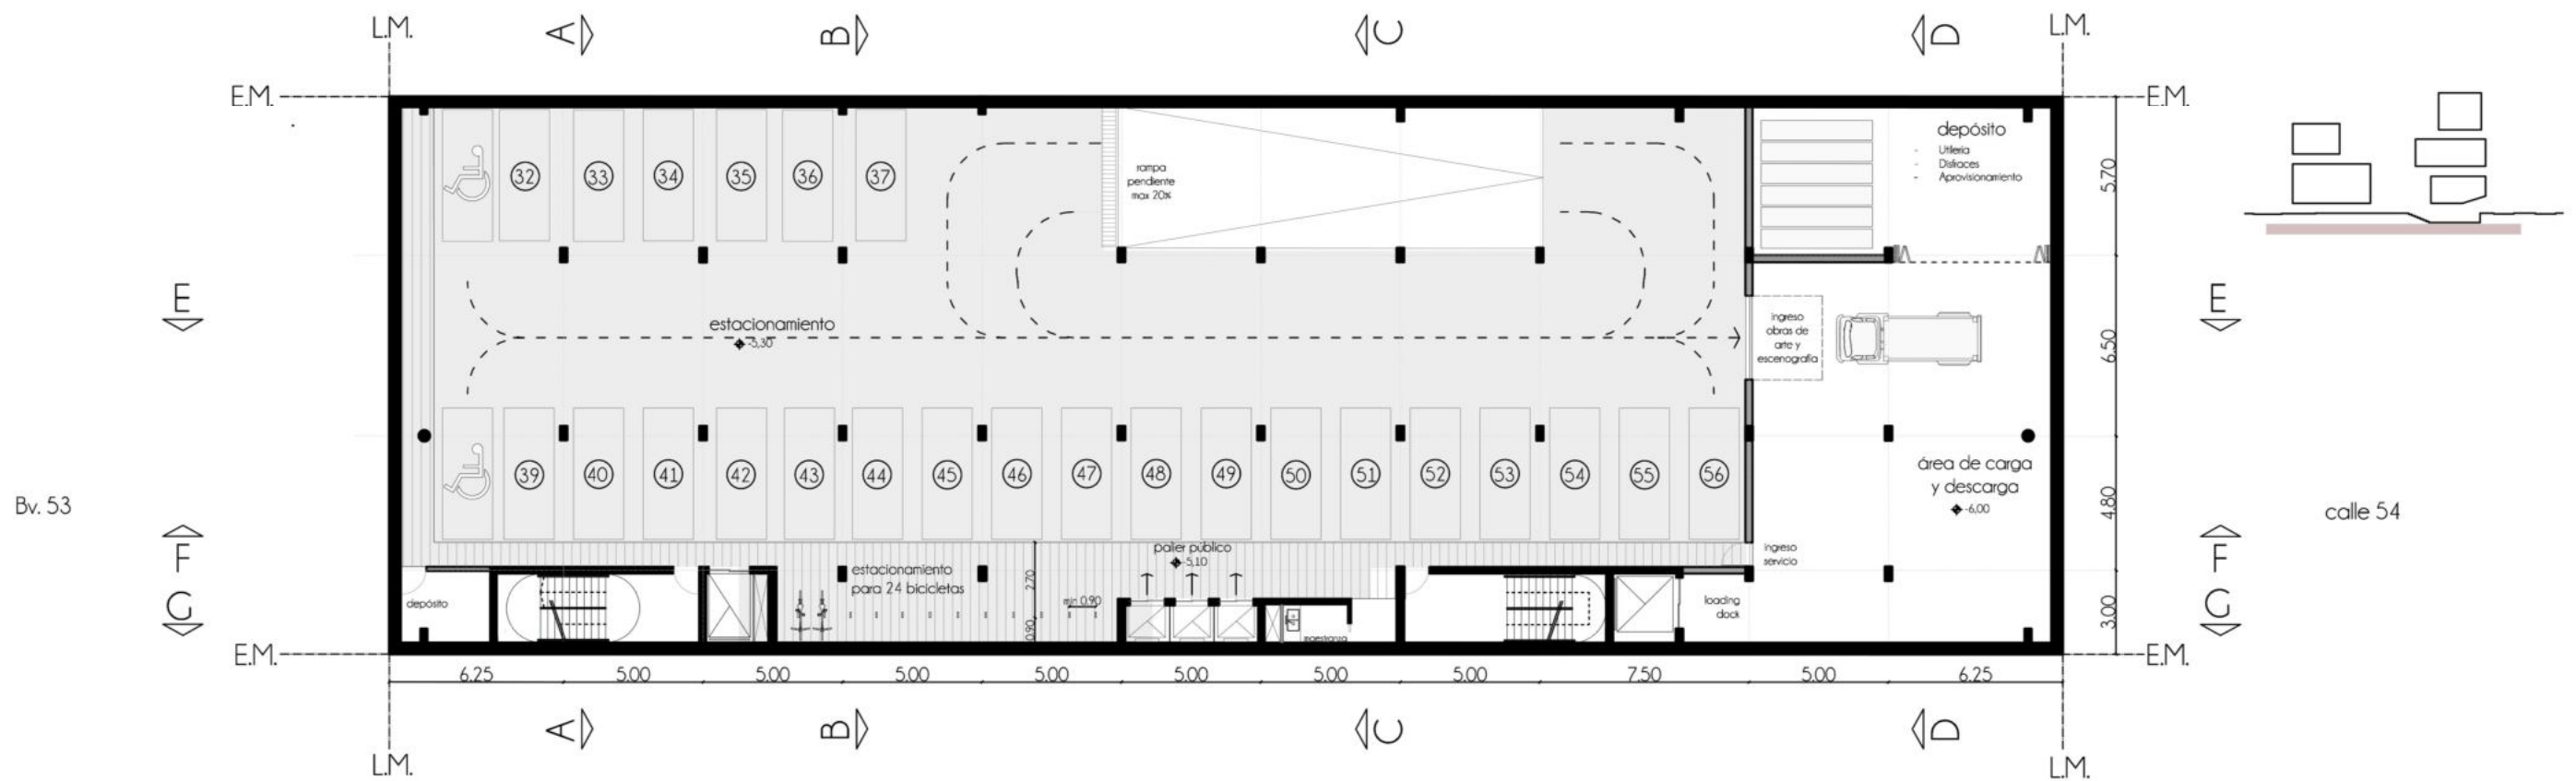 L.M.
A
B
C
D
L.M.
E.M.
E.M.
32
33
34
35
36
37
rampa
pendiente
max 20%
depósito
- Utileria
- Disfraces
- Aprovisionamiento
5.70
E
estacionamiento
-5,30
ingreso
obras de
arte y
escenografía
6.50
E
39
40
41
42
43
44
45
46
47
48
49
50
51
52
53
54
55
56
área de carga
y descarga
-6,00
4.80
Bv. 53
calle 54
F
palier público
-5,10
ingreso
servicio
F
estacionamiento
para 24 bicicletas
2.70
min 0.90
0.90
G
depósito
maestranza
loading
dock
3.00
G
E.M.
E.M.
6.25
5.00
5.00
5.00
5.00
5.00
5.00
5.00
7.50
5.00
6.25
A
B
C
D
L.M.
L.M.